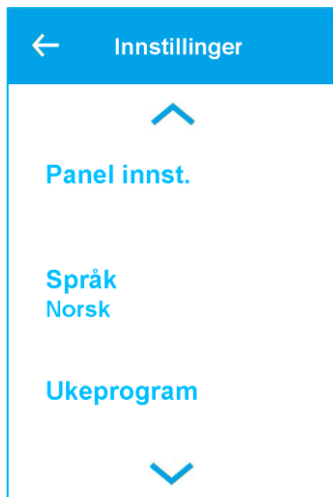 Innstillinger
Panel innst.
Språk
Norsk
Ukeprogram